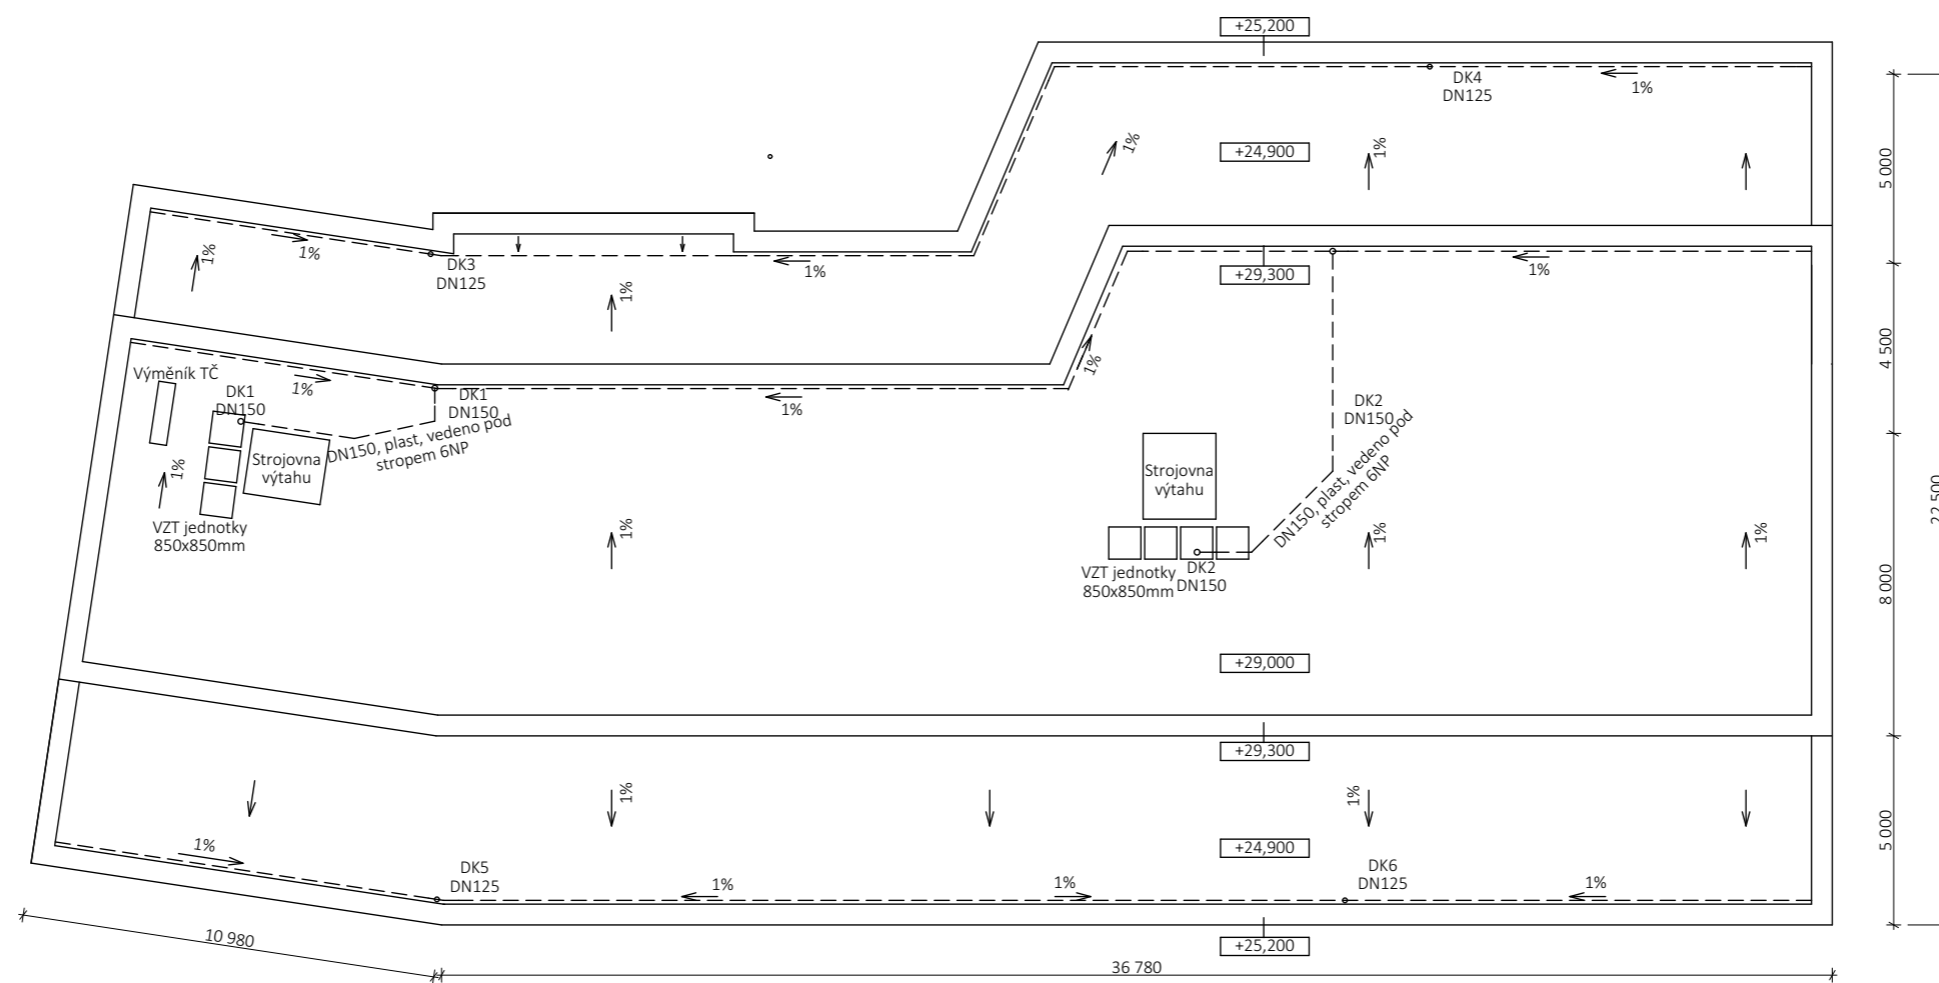 +25,200
DK4
DN125
1%
1%
+24,900
1%
5 000
1%
1%
DK3
DN125
1%
+29,300
1%
1%
4 500
Výměník TČ
1%
DK1
DN150
DK1
DN150
1%
1%
DK2
DN150
DN150, plast, vedeno pod
stropem 6NP
Strojovna
výtahu
1%
Strojovna
výtahu
DN150, plast, vedeno pod
stropem 6NP
22 500
VZT jednotky
850x850mm
1%
1%
1%
VZT jednotky
850x850mm
DK2
DN150
8 000
+29,000
+29,300
1%
1%
1%
+24,900
5 000
DK5
DN125
1%
1%
DK6
DN125
1%
10 980
+25,200
36 780